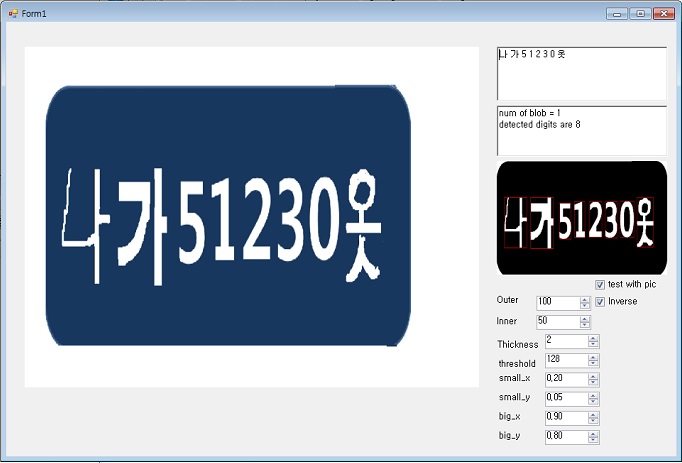 Form1
나가51230옷
나 가 5 1 2 3 0 옷
num of blob = 1
detected digits are 8
나가51230옷
test with pic
Outer 100 Inverse
Inner 50
Thickness 2
threshold 128
small_x 0,20
small_y 0,05
big_x 0,90
big_y 0,80